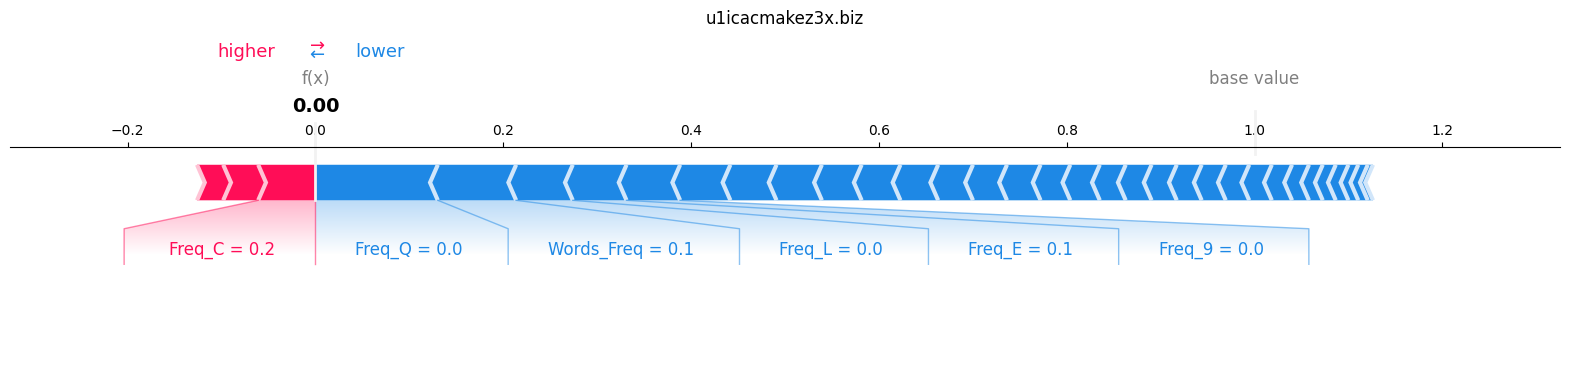 u1icacmakez3x.biz
higher → ← lower
f(x) base value
0.00
−0.2 0.0 0.2 0.4 0.6 0.8 1.0 1.2
Freq_C = 0.2 Freq_Q = 0.0 Words_Freq = 0.1 Freq_L = 0.0 Freq_E = 0.1 Freq_9 = 0.0